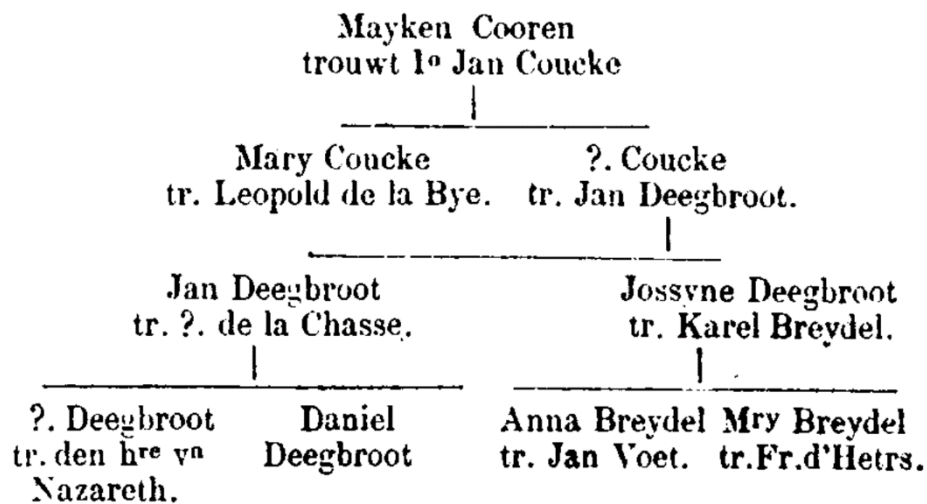 Mayken Cooren
trouwt 1º Jan Coucke
Mary Coucke
tr. Leopold de la Bye.
?. Coucke
tr. Jan Deegbroot.
Jan Deegbroot
tr. ?. de la Chasse.
Jossyne Deegbroot
tr. Karel Breydel.
?. Deegbroot
tr. den hʳᵉ vⁿ
Nazareth.
Daniel
Deegbroot
Anna Breydel
tr. Jan Voet.
Mʳʸ Breydel
tr.Fr.d'Hetrs.